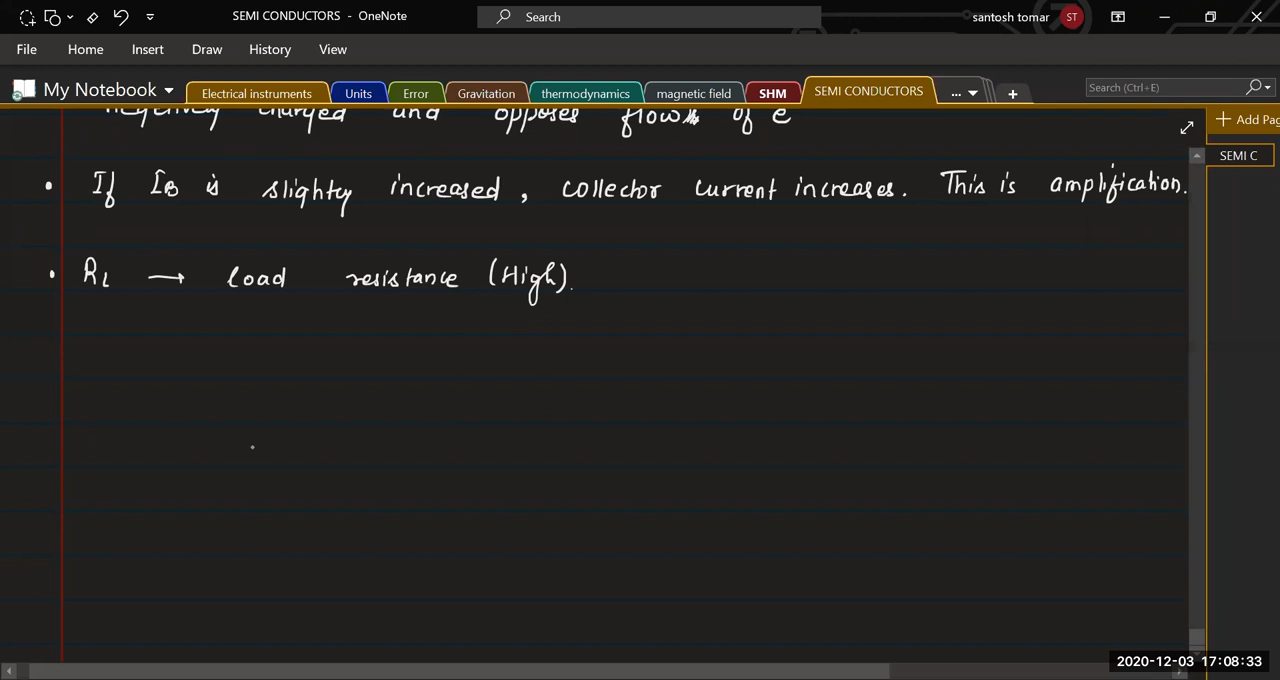 SEMI CONDUCTORS - OneNote
Search
santosh tomar
ST
File Home Insert Draw History View
My Notebook
Electrical instruments Units Error Gravitation thermodynamics magnetic field SHM SEMI CONDUCTORS ...
Search (Ctrl+E)
Add Pag
SEMI C
charged and opposes flow of e
• If IB is slighty increased, collector current increases. This is amplification.
• RL → load resistance (High).
2020-12-03 17:08:33